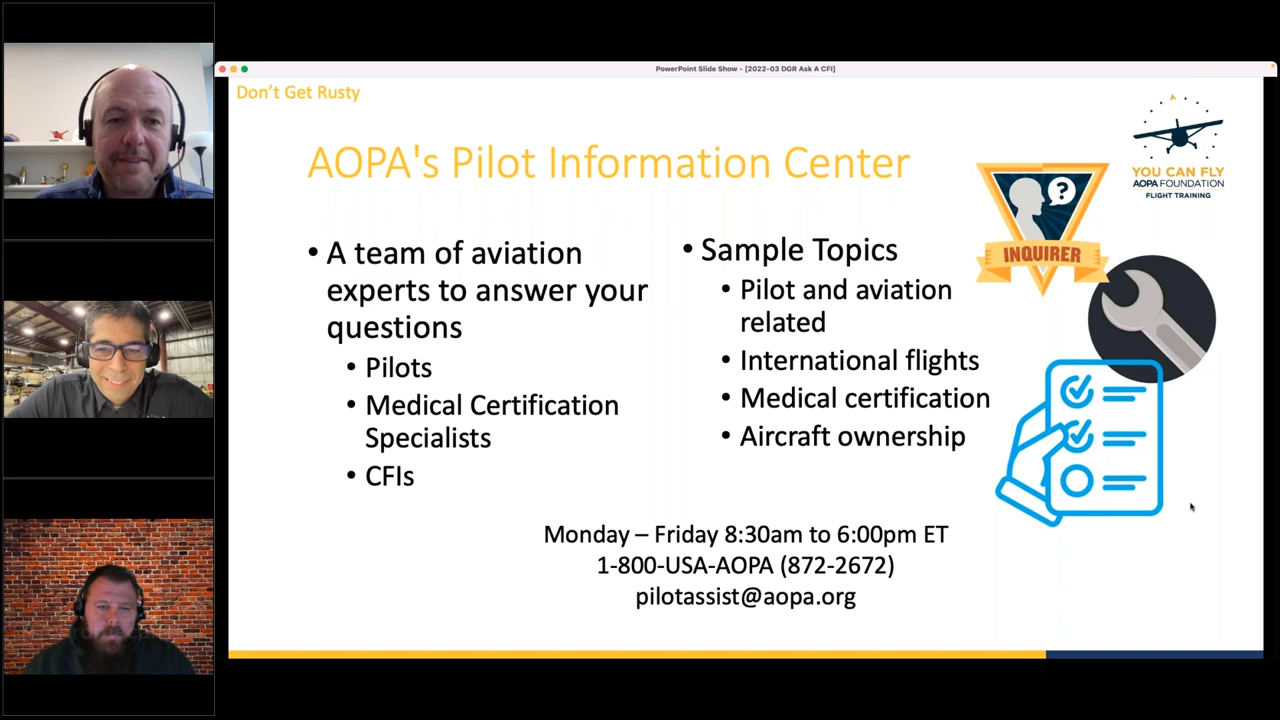 PowerPoint Slide Show - [2022-03 DGR Ask A CFI]
Don't Get Rusty
AOPA's Pilot Information Center
• A team of aviation
experts to answer your
questions
• Pilots
• Medical Certification
Specialists
• CFIs
• Sample Topics
• Pilot and aviation
related
• International flights
• Medical certification
• Aircraft ownership
?
INQUIRER
YOU CAN FLY
AOPA FOUNDATION
FLIGHT TRAINING
Monday – Friday 8:30am to 6:00pm ET
1-800-USA-AOPA (872-2672)
pilotassist@aopa.org